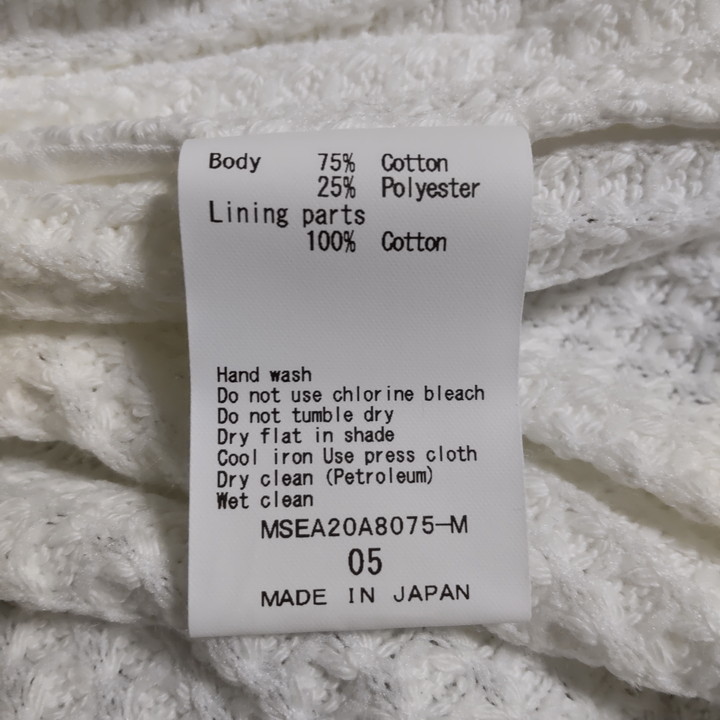 Body 75% Cotton
25% Polyester
Lining parts
100% Cotton
Hand wash
Do not use chlorine bleach
Do not tumble dry
Dry flat in shade
Cool iron Use press cloth
Dry clean (Petroleum)
Wet clean
MSEA20A8075-M
05
MADE IN JAPAN